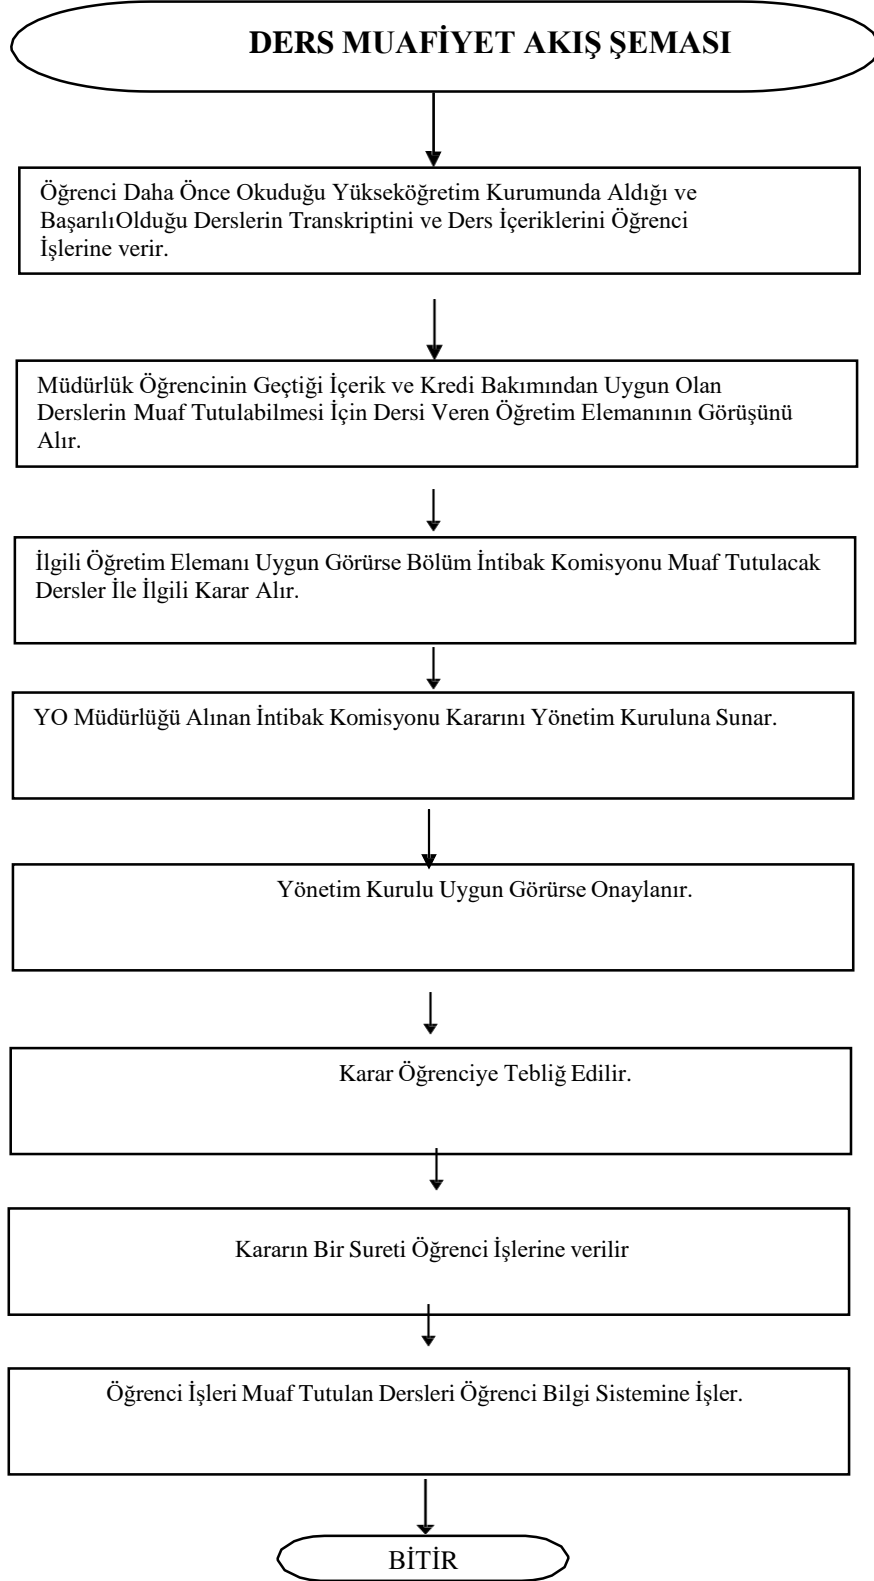 DERS MUAFİYET AKIŞ ŞEMASI
Öğrenci Daha Önce Okuduğu Yükseköğretim Kurumunda Aldığı ve
BaşarılıOlduğu Derslerin Transkriptini ve Ders İçeriklerini Öğrenci
İşlerine verir.
Müdürlük Öğrencinin Geçtiği İçerik ve Kredi Bakımından Uygun Olan
Derslerin Muaf Tutulabilmesi İçin Dersi Veren Öğretim Elemanının Görüşünü
Alır.
İlgili Öğretim Elemanı Uygun Görürse Bölüm İntibak Komisyonu Muaf Tutulacak
Dersler İle İlgili Karar Alır.
YO Müdürlüğü Alınan İntibak Komisyonu Kararını Yönetim Kuruluna Sunar.
Yönetim Kurulu Uygun Görürse Onaylanır.
Karar Öğrenciye Tebliğ Edilir.
Kararın Bir Sureti Öğrenci İşlerine verilir
Öğrenci İşleri Muaf Tutulan Dersleri Öğrenci Bilgi Sistemine İşler.
BİTİR